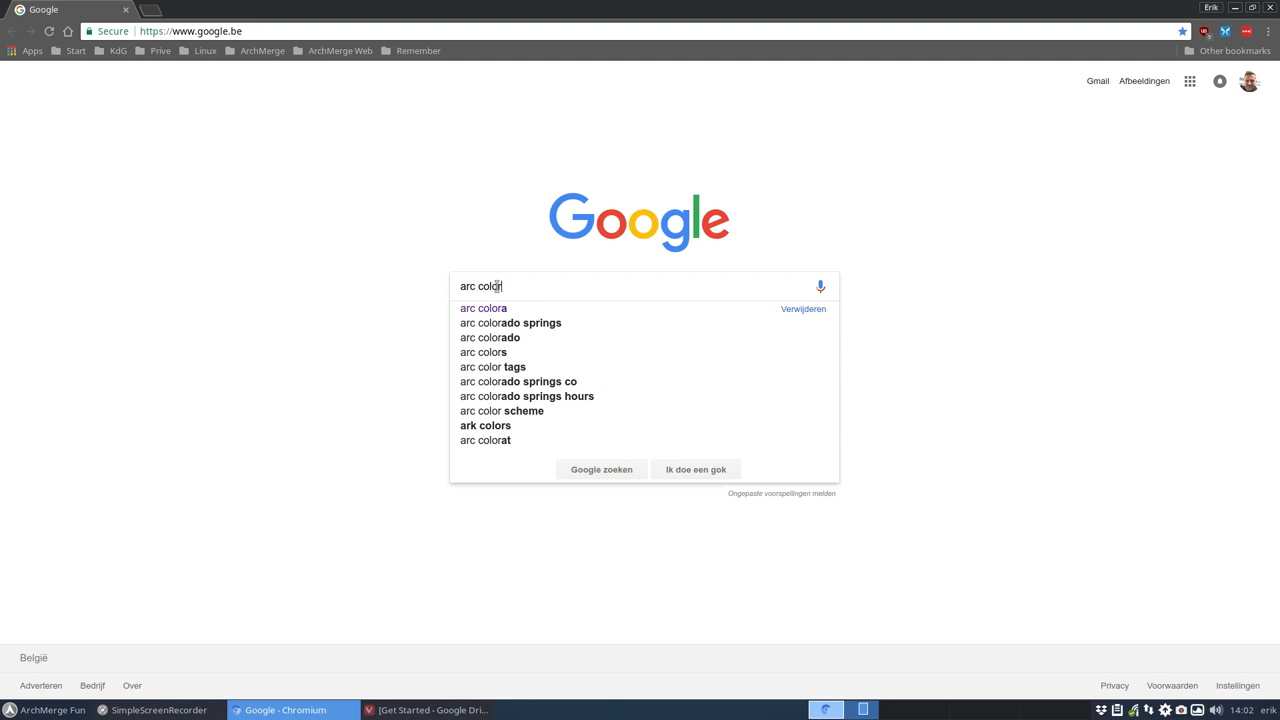 Google
Erik
Secure https://www.google.be
Apps Start KdG Prive Linux ArchMerge ArchMerge Web Remember Other bookmarks
Gmail Afbeeldingen
Google
arc color
arc colora Verwijderen
arc colorado springs
arc colorado
arc colors
arc color tags
arc colorado springs co
arc colorado springs hours
arc color scheme
ark colors
arc colorat
Google zoeken Ik doe een gok
Ongepaste voorspellingen melden
België
Adverteren Bedrijf Over Privacy Voorwaarden Instellingen
ArchMerge Fun SimpleScreenRecorder Google - Chromium [Get Started - Google Dri... 14:02 erik